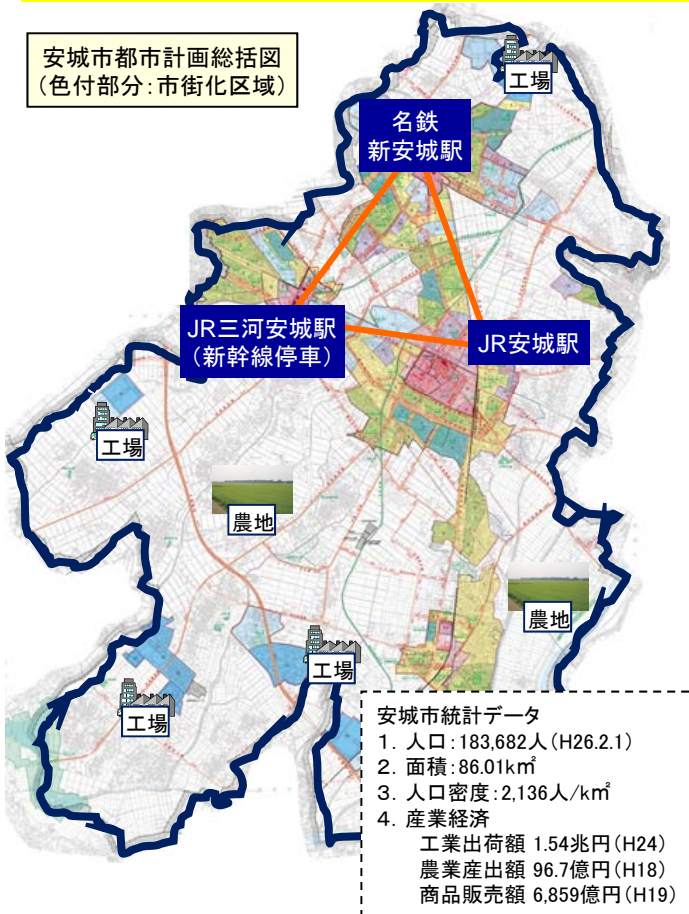 安城市都市計画総括図
(色付部分:市街化区域)
工場
名鉄
新安城駅
JR三河安城駅
(新幹線停車)
JR安城駅
工場
農地
農地
工場
工場
安城市統計データ
1. 人口:183,682人(H26.2.1)
2. 面積:86.01k㎡
3. 人口密度:2,136人/k㎡
4. 産業経済
工業出荷額 1.54兆円(H24)
農業産出額 96.7億円(H18)
商品販売額 6,859億円(H19)